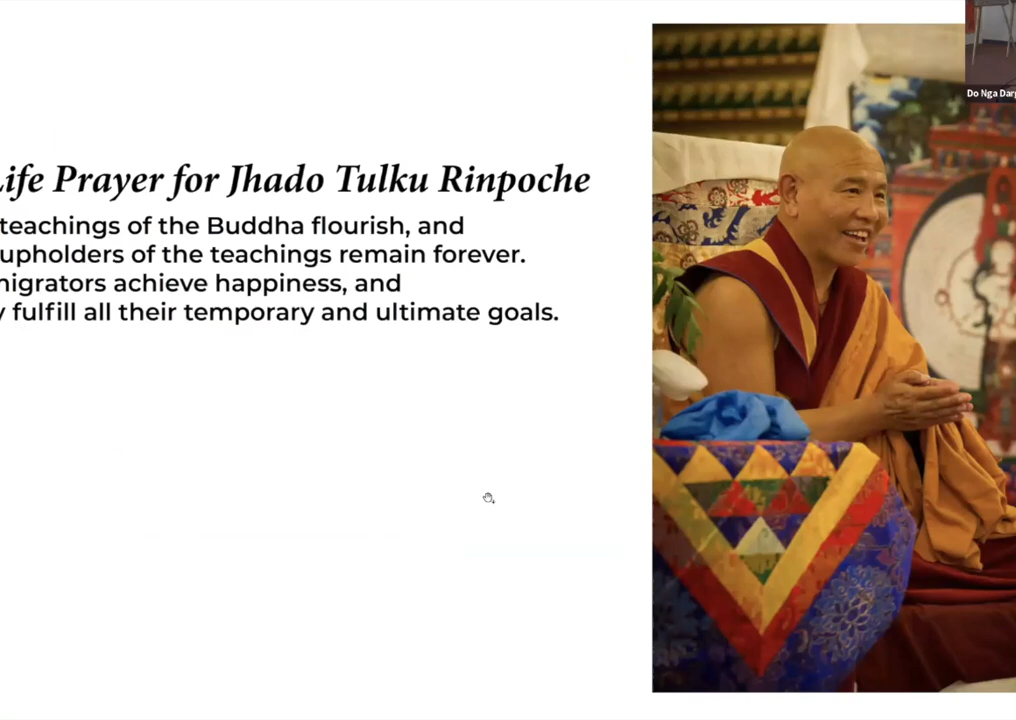 Life Prayer for Jhado Tulku Rinpoche
teachings of the Buddha flourish, and
upholders of the teachings remain forever.
migrators achieve happiness, and
y fulfill all their temporary and ultimate goals.
Do Nga Darg